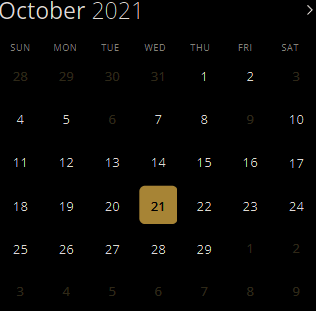 October 2021
SUN MON TUE WED THU FRI SAT
28 29 30 31 1 2 3
4 5 6 7 8 9 10
11 12 13 14 15 16 17
18 19 20 21 22 23 24
25 26 27 28 29 1 2
3 4 5 6 7 8 9